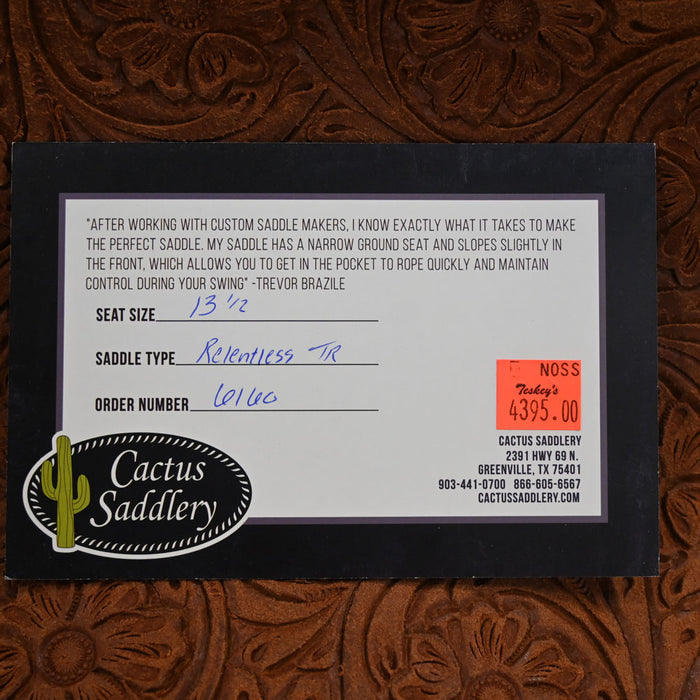 "AFTER WORKING WITH CUSTOM SADDLE MAKERS, I KNOW EXACTLY WHAT IT TAKES TO MAKE
THE PERFECT SADDLE. MY SADDLE HAS A NARROW GROUND SEAT AND SLOPES SLIGHTLY IN
THE FRONT, WHICH ALLOWS YOU TO GET IN THE POCKET TO ROPE QUICKLY AND MAINTAIN
CONTROL DURING YOUR SWING" -TREVOR BRAZILE
SEAT SIZE 13 1/2
SADDLE TYPE Relentless TR
ORDER NUMBER 6160
NOSS
Teskey's
4395.00
CACTUS SADDLERY
2391 HWY 69 N.
GREENVILLE, TX 75401
903-441-0700 866-605-6567
CACTUSSADDLERY.COM
Cactus
Saddlery